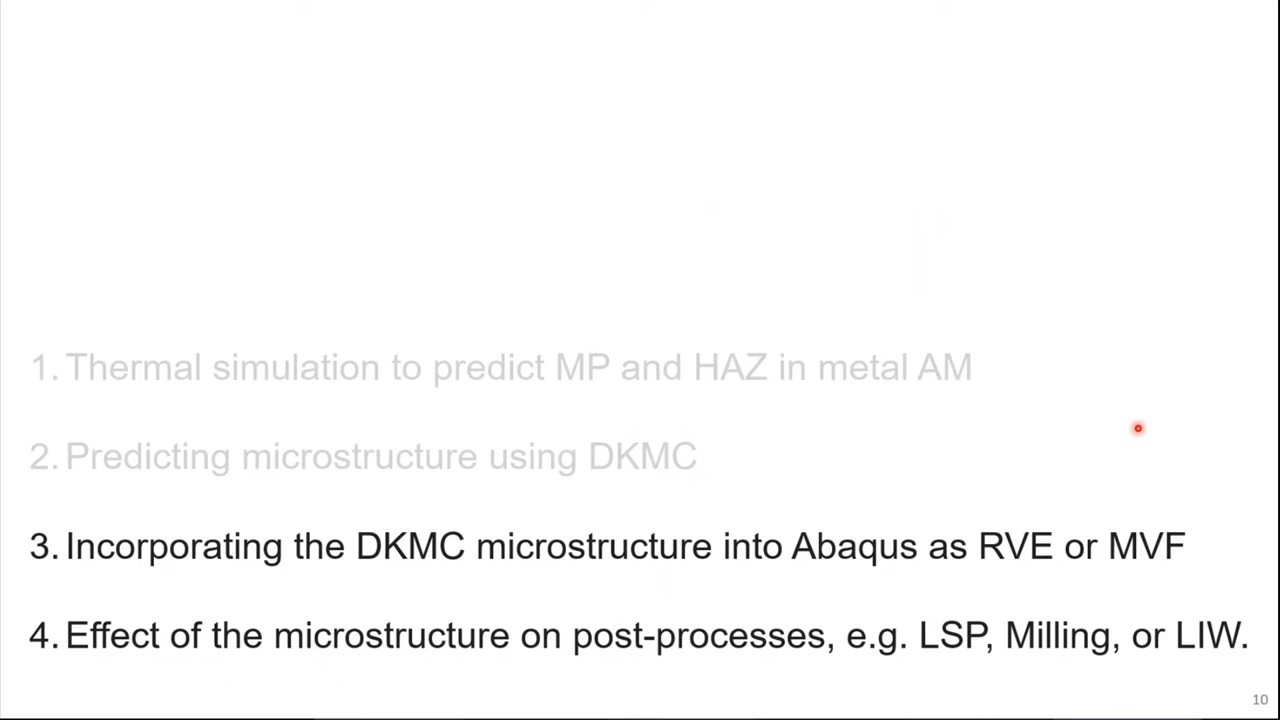 1. Thermal simulation to predict MP and HAZ in metal AM
2. Predicting microstructure using DKMC
3. Incorporating the DKMC microstructure into Abaqus as RVE or MVF
4. Effect of the microstructure on post-processes, e.g. LSP, Milling, or LIW.
10